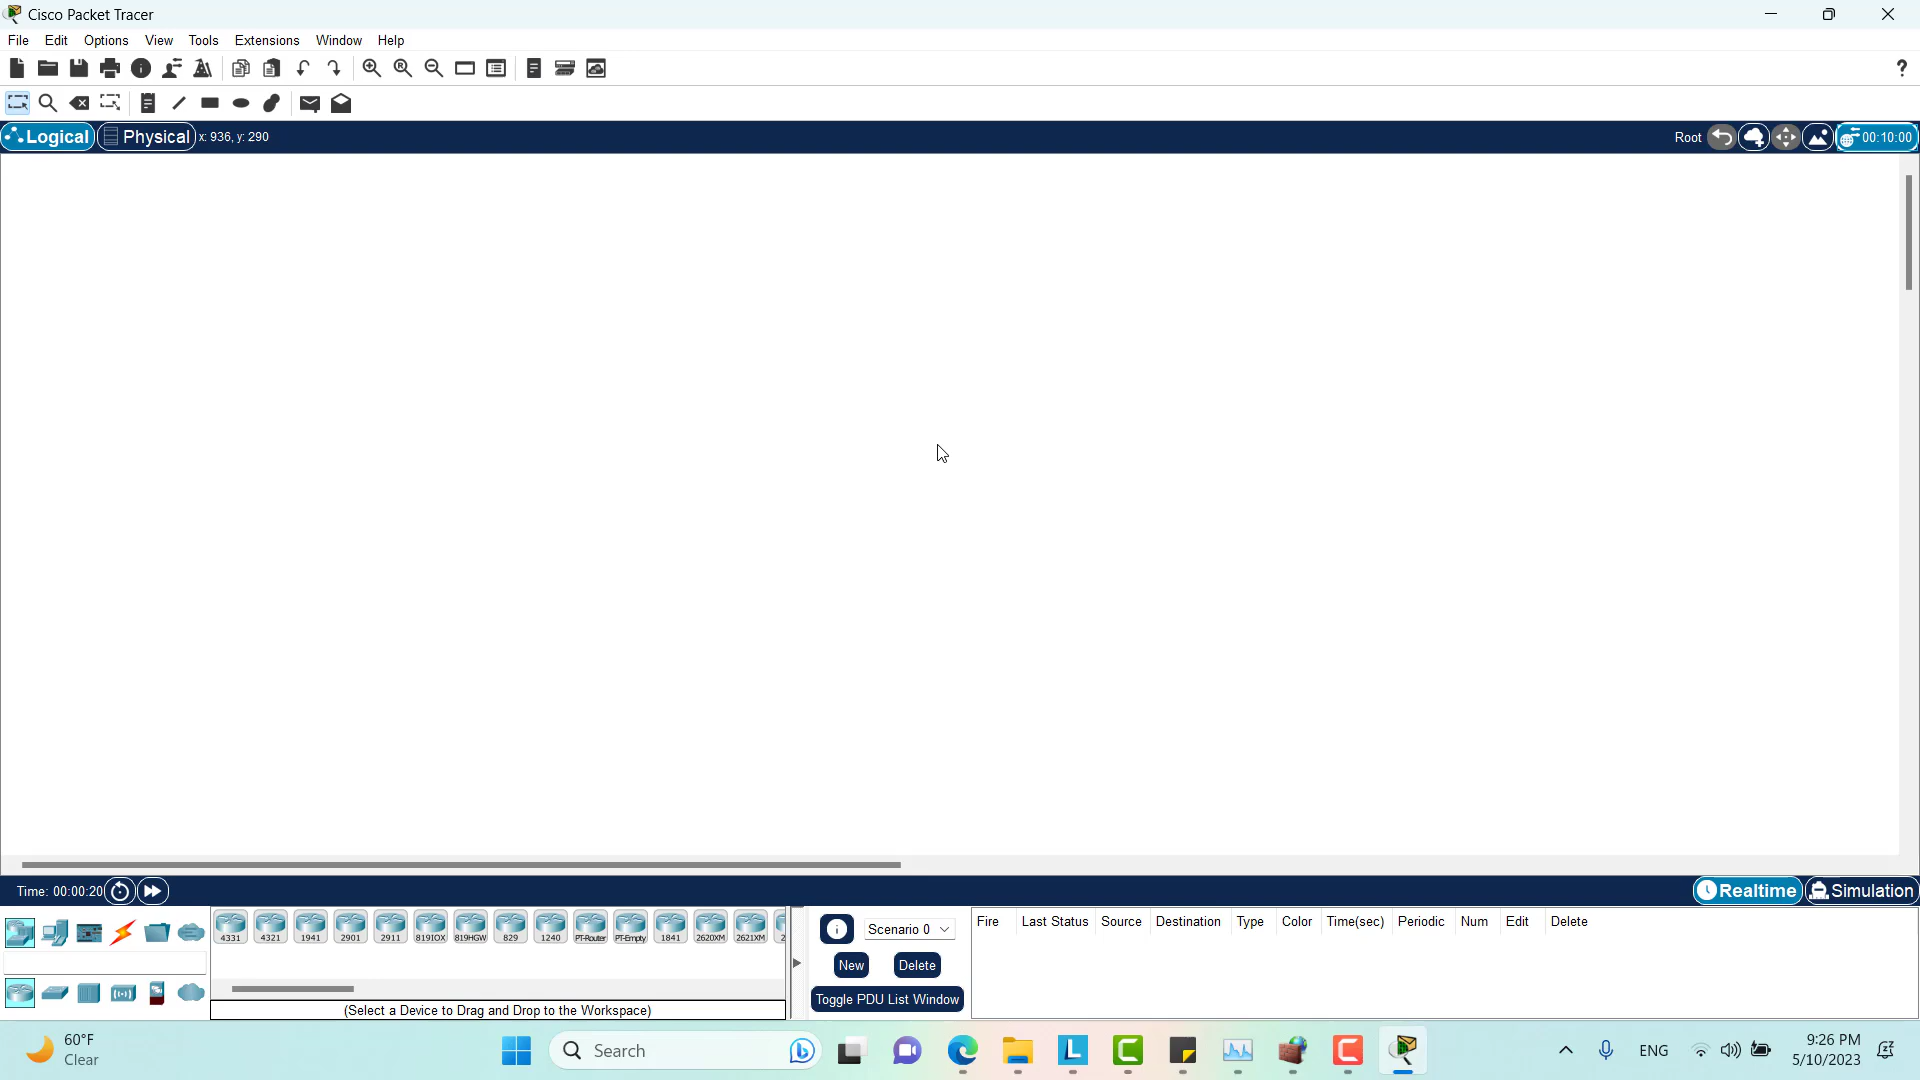 Cisco Packet Tracer
File Edit Options View Tools Extensions Window Help
?
Logical Physical x: 936, y: 290 Root 00:10:00
Time: 00:00:20 Realtime Simulation
4331 4321 1941 2901 2911 819IOX 819HGW 829 1240 PT-Router PT-Empty 1841 2620XM 2621XM 2
Scenario 0
Fire Last Status Source Destination Type Color Time(sec) Periodic Num Edit Delete
New Delete
Toggle PDU List Window
(Select a Device to Drag and Drop to the Workspace)
60°F
Clear
Search
ENG
9:26 PM
5/10/2023